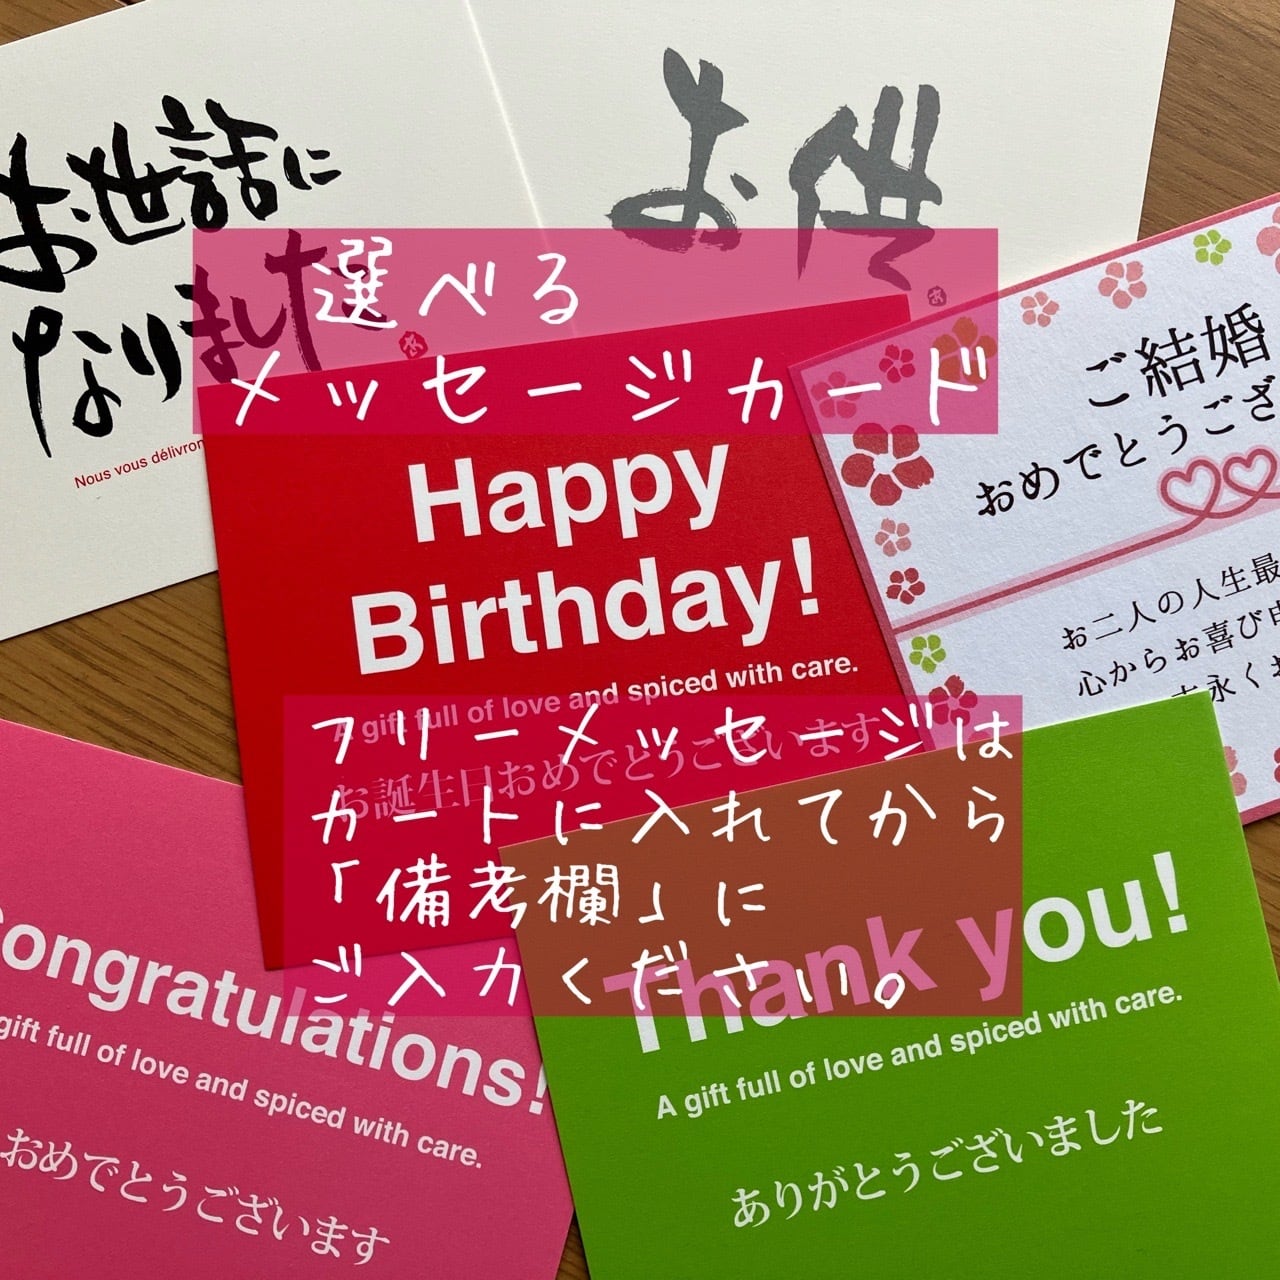 お世話に
なりました
Nous vous délivron
お供
選べる
メッセージカード
Happy
Birthday!
A gift full of love and spiced with care.
お誕生日おめでとうございます
ご結婚
おめでとうござ
お二人の人生最
心からお喜び
永くお
フリーメッセージは
カートに入れてから
「備考欄」に
ご入力ください。
Congratulations!
gift full of love and spiced with care.
おめでとうございます
Thank you!
A gift full of love and spiced with care.
ありがとうございました